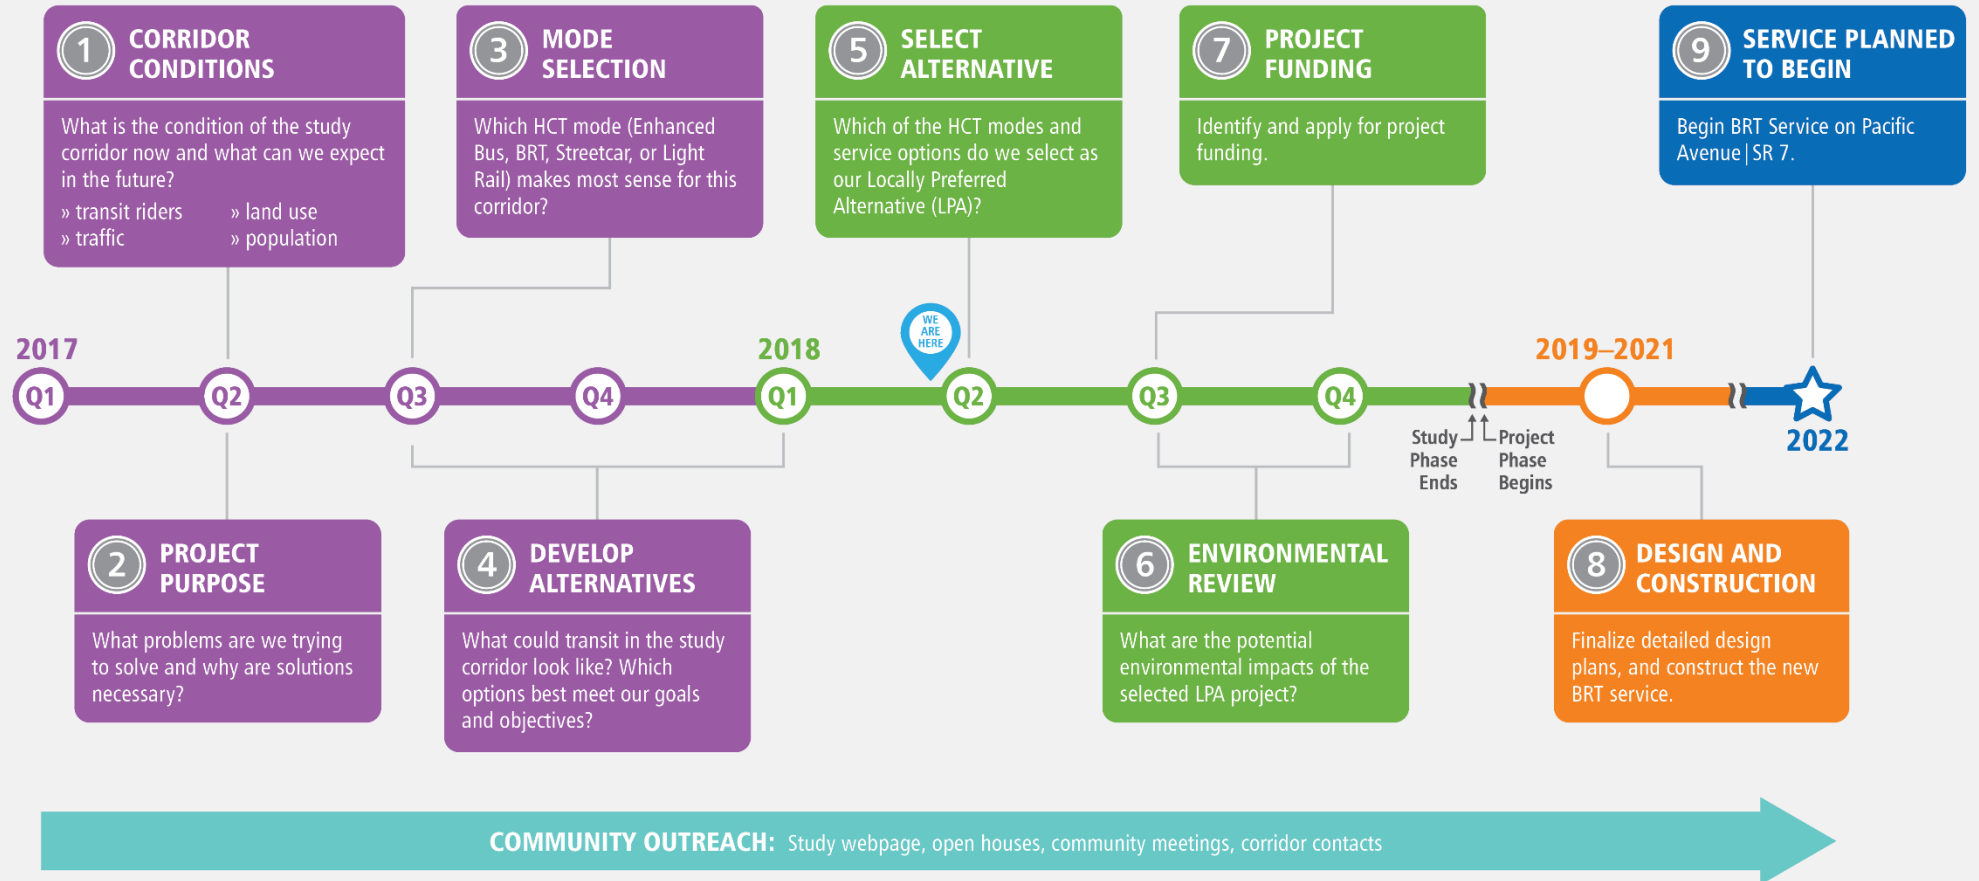 1
CORRIDOR
CONDITIONS
What is the condition of the study
corridor now and what can we expect
in the future?
» transit riders
» land use
» traffic
» population
3
MODE
SELECTION
Which HCT mode (Enhanced
Bus, BRT, Streetcar, or Light
Rail) makes most sense for this
corridor?
5
SELECT
ALTERNATIVE
Which of the HCT modes and
service options do we select as
our Locally Preferred
Alternative (LPA)?
7
PROJECT
FUNDING
Identify and apply for project
funding.
9
SERVICE PLANNED
TO BEGIN
Begin BRT Service on Pacific
Avenue|SR 7.
WE
ARE
HERE
2017
2018
2019–2021
Q1
Q2
Q3
Q4
Q1
Q2
Q3
Q4
2022
Study
Phase
Ends
Project
Phase
Begins
2
PROJECT
PURPOSE
What problems are we trying
to solve and why are solutions
necessary?
4
DEVELOP
ALTERNATIVES
What could transit in the study
corridor look like? Which
options best meet our goals
and objectives?
6
ENVIRONMENTAL
REVIEW
What are the potential
environmental impacts of the
selected LPA project?
8
DESIGN AND
CONSTRUCTION
Finalize detailed design
plans, and construct the new
BRT service.
COMMUNITY OUTREACH: Study webpage, open houses, community meetings, corridor contacts